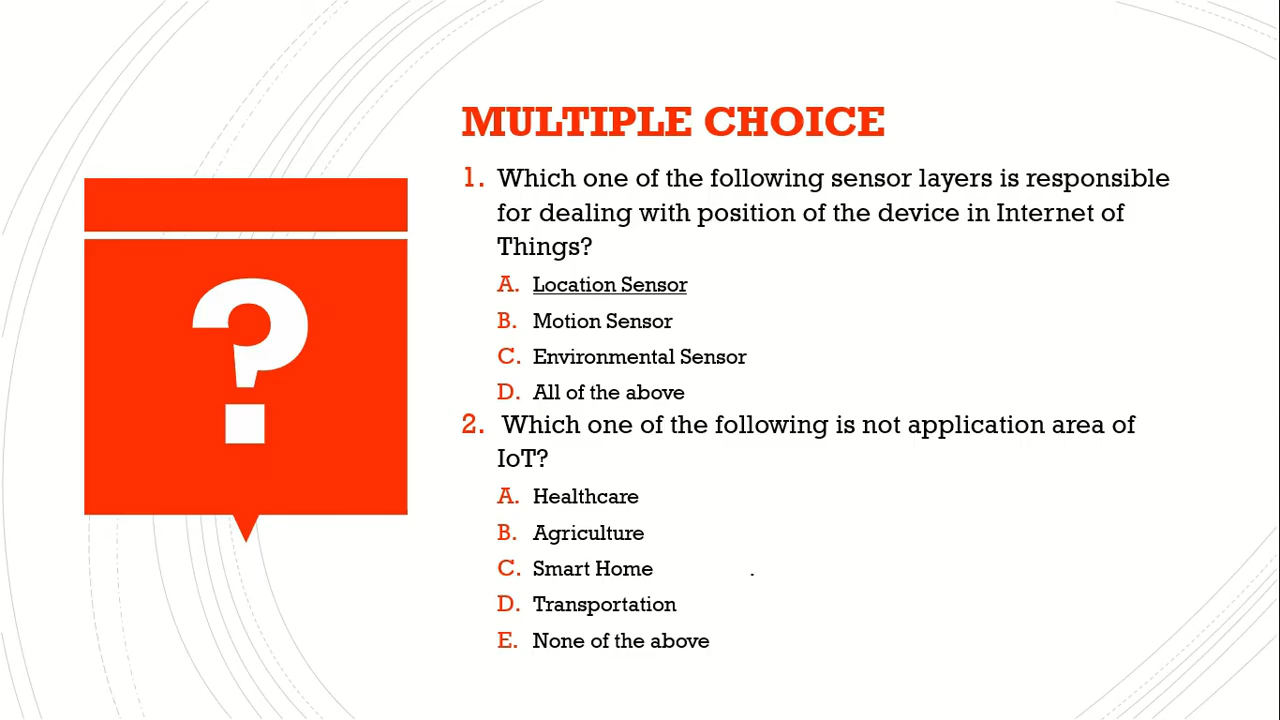 ?
MULTIPLE CHOICE
1. Which one of the following sensor layers is responsible
for dealing with position of the device in Internet of
Things?
A. Location Sensor
B. Motion Sensor
C. Environmental Sensor
D. All of the above
2. Which one of the following is not application area of
IoT?
A. Healthcare
B. Agriculture
C. Smart Home .
D. Transportation
E. None of the above